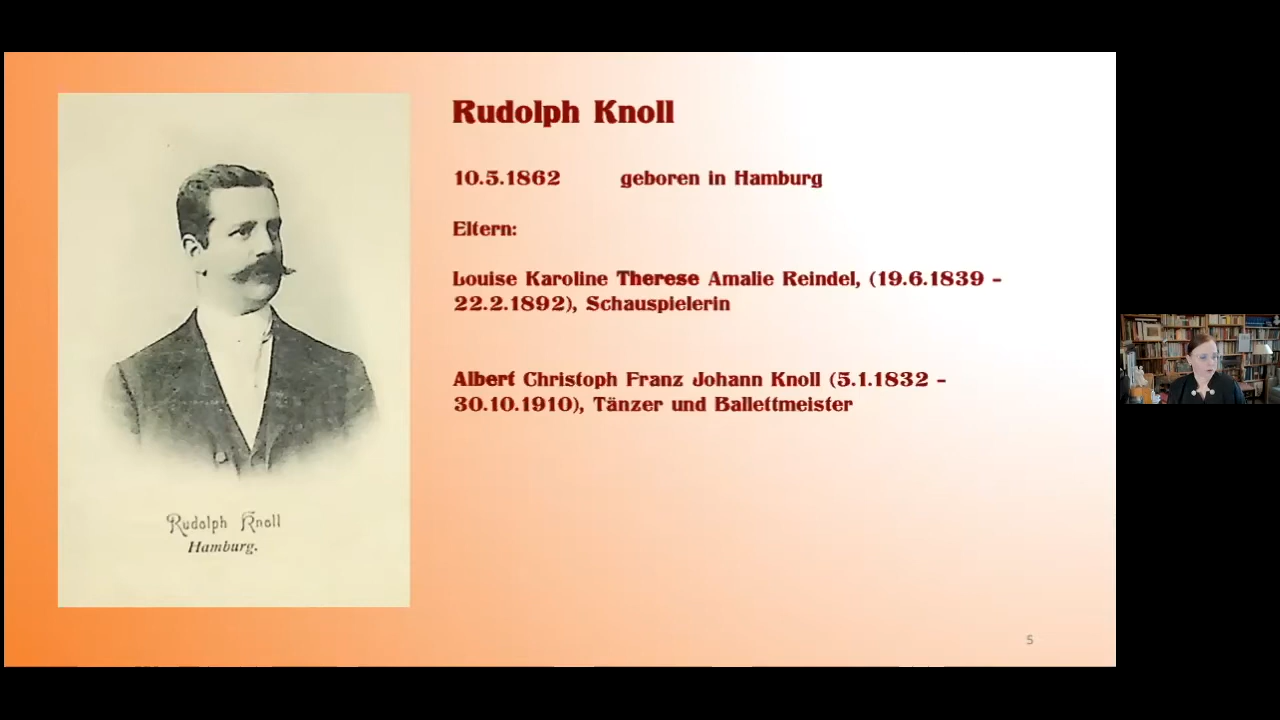 Rudolph Knoll
10.5.1862 geboren in Hamburg
Eltern:
Louise Karoline Therese Amalie Reindel, (19.6.1839 –
22.2.1892), Schauspielerin
Albert Christoph Franz Johann Knoll (5.1.1832 –
30.10.1910), Tänzer und Ballettmeister
Rudolph Knoll
Hamburg.
5